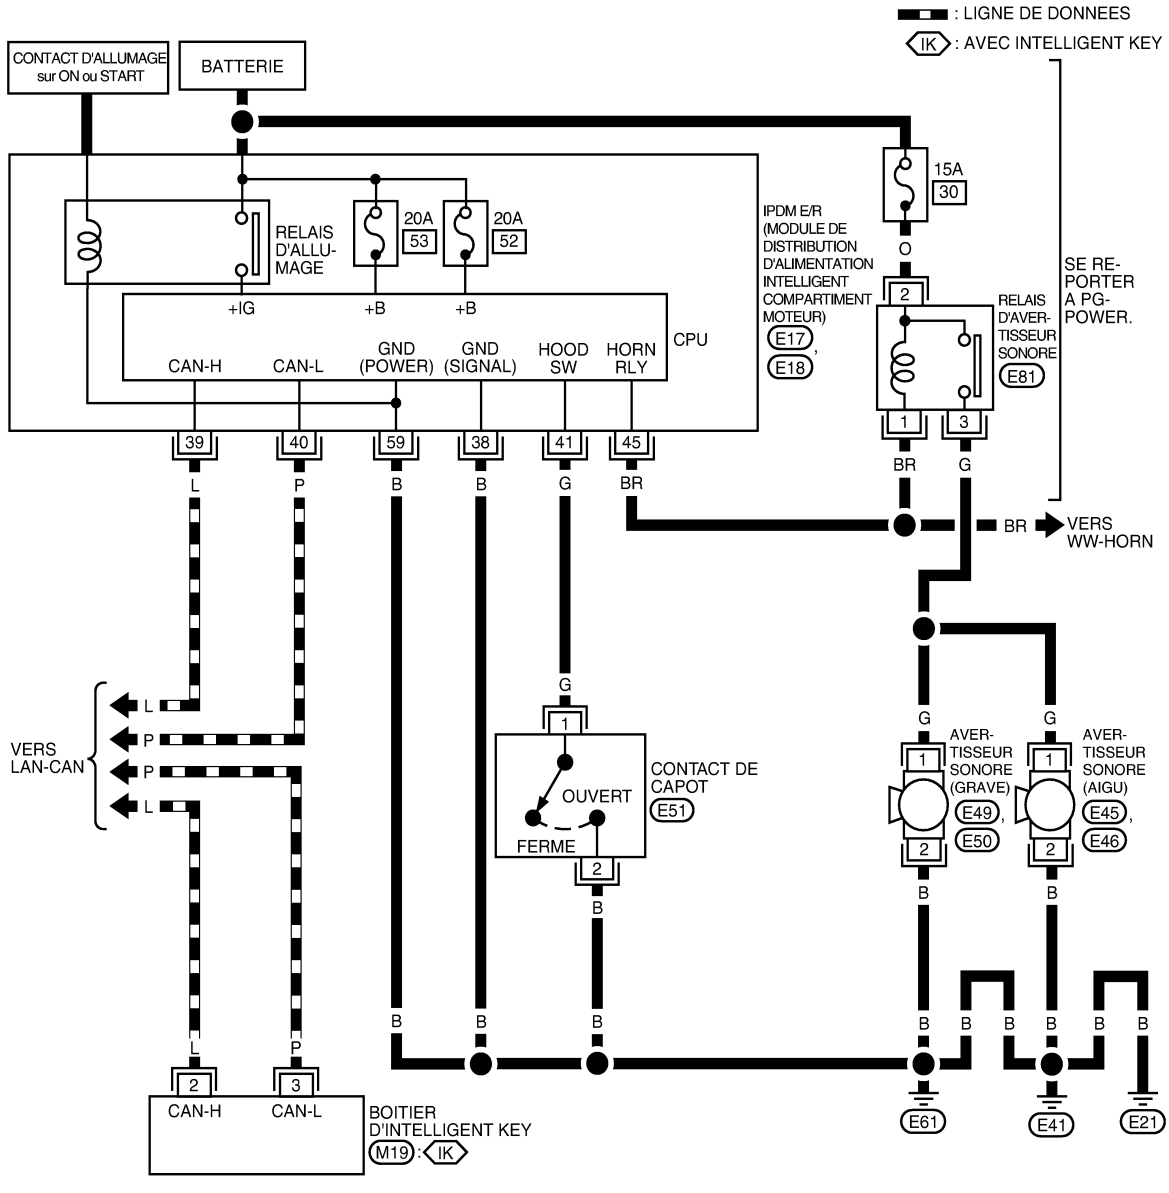 : LIGNE DE DONNEES
IK : AVEC INTELLIGENT KEY
CONTACT D'ALLUMAGE
sur ON ou START
BATTERIE
15A
30
O
2
RELAIS
D'AVER-
TISSEUR
SONORE
E81
1
3
BR
G
SE RE-
PORTER
A PG-
POWER.
RELAIS
D'ALLU-
MAGE
20A
53
20A
52
IPDM E/R
(MODULE DE
DISTRIBUTION
D'ALIMENTATION
INTELLIGENT
COMPARTIMENT
MOTEUR)
E17 ,
E18
+IG
+B
+B
CPU
CAN-H
CAN-L
GND
(POWER)
GND
(SIGNAL)
HOOD
SW
HORN
RLY
39
40
59
38
41
45
L
P
B
B
G
BR
BR
VERS
WW-HORN
VERS
LAN-CAN
L
P
P
L
G
1
OUVERT
FERME
2
CONTACT DE
CAPOT
E51
B
G
G
1
1
AVER-
TISSEUR
SONORE
(GRAVE)
E49 ,
E50
AVER-
TISSEUR
SONORE
(AIGU)
E45 ,
E46
2
2
B
B
B
B
B
B
B
B
B
B
B
E61
E41
E21
L
P
2
3
CAN-H
CAN-L
BOITIER
D'INTELLIGENT KEY
M19 : IK